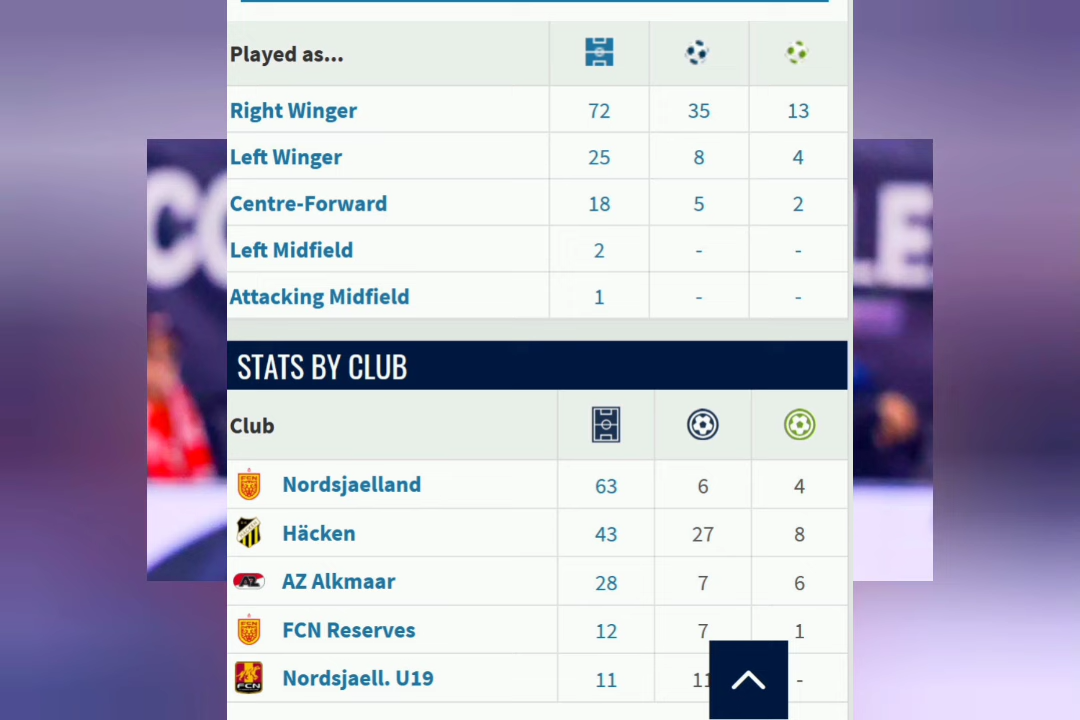 Played as...
Right Winger 72 35 13
Left Winger 25 8 4
Centre-Forward 18 5 2
Left Midfield 2 - -
Attacking Midfield 1 - -
STATS BY CLUB
Club
Nordsjaelland 63 6 4
Häcken 43 27 8
AZ Alkmaar 28 7 6
FCN Reserves 12 7 1
Nordsjaell. U19 11 11 -